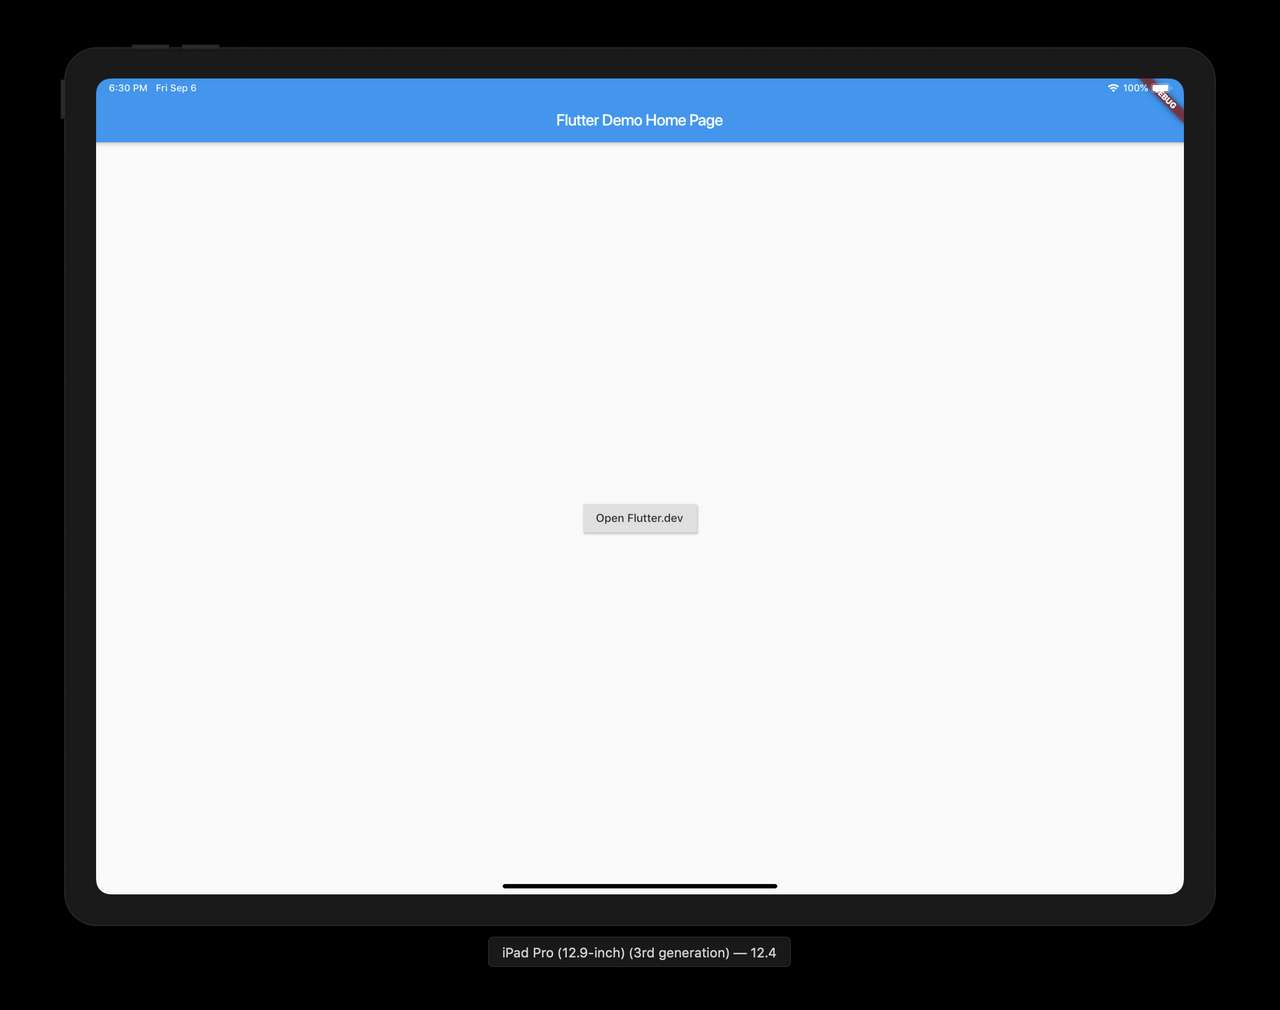 6:30 PM Fri Sep 6
100%
Flutter Demo Home Page
Open Flutter.dev
iPad Pro (12.9-inch) (3rd generation) — 12.4